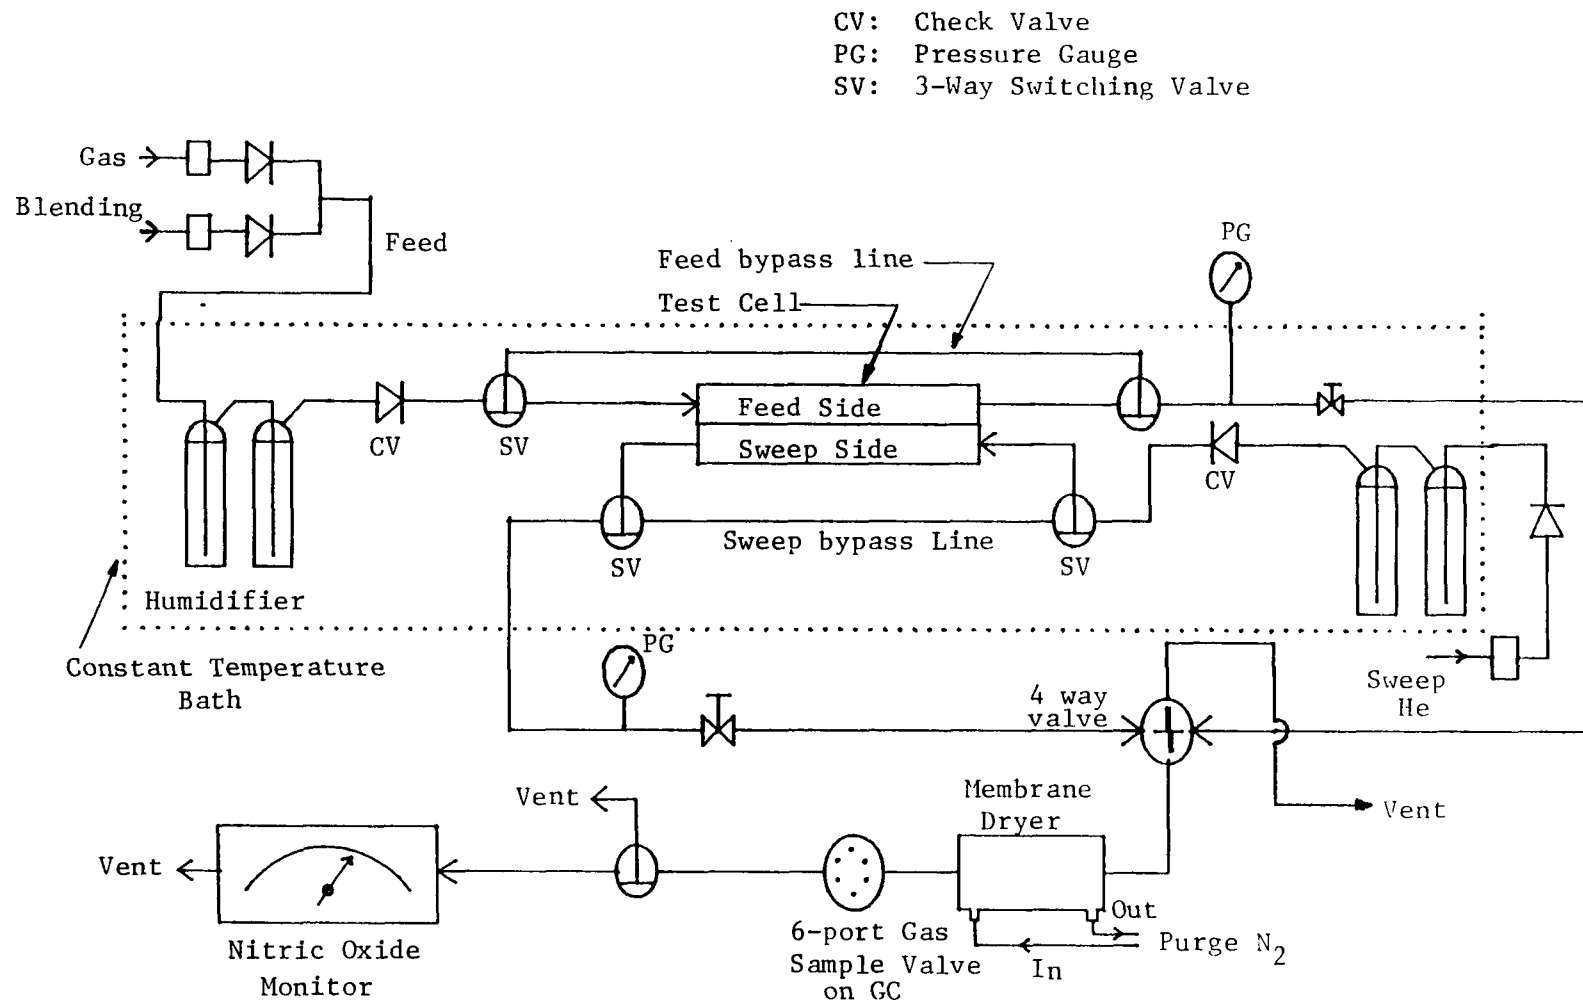 CV: Check Valve
PG: Pressure Gauge
SV: 3-Way Switching Valve
Gas
Blending
Feed
Feed bypass line
Test Cell
PG
Feed Side
Sweep Side
CV
SV
CV
Sweep bypass Line
SV
SV
Humidifier
Constant Temperature
Bath
PG
4 way
valve
Sweep
He
Vent
Membrane
Dryer
Vent
Vent
Out
Purge N2
In
6-port Gas
Sample Valve
on GC
Nitric Oxide
Monitor